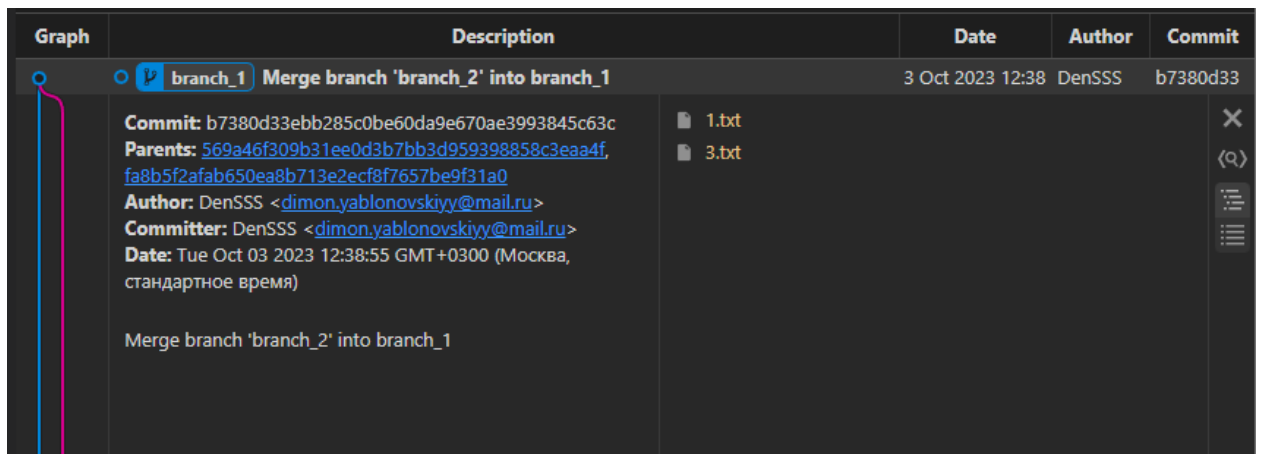 Graph Description Date Author Commit
branch_1 Merge branch 'branch_2' into branch_1 3 Oct 2023 12:38 DenSSS b7380d33
Commit: b7380d33ebb285c0be60da9e670ae3993845c63c
Parents: 569a46f309b31ee0d3b7bb3d959398858c3eaa4f,
fa8b5f2afab650ea8b713e2ecf8f7657be9f31a0
Author: DenSSS <dimon.yablonovskiyy@mail.ru>
Committer: DenSSS <dimon.yablonovskiyy@mail.ru>
Date: Tue Oct 03 2023 12:38:55 GMT+0300 (Москва,
стандартное время)
Merge branch 'branch_2' into branch_1
1.txt
3.txt